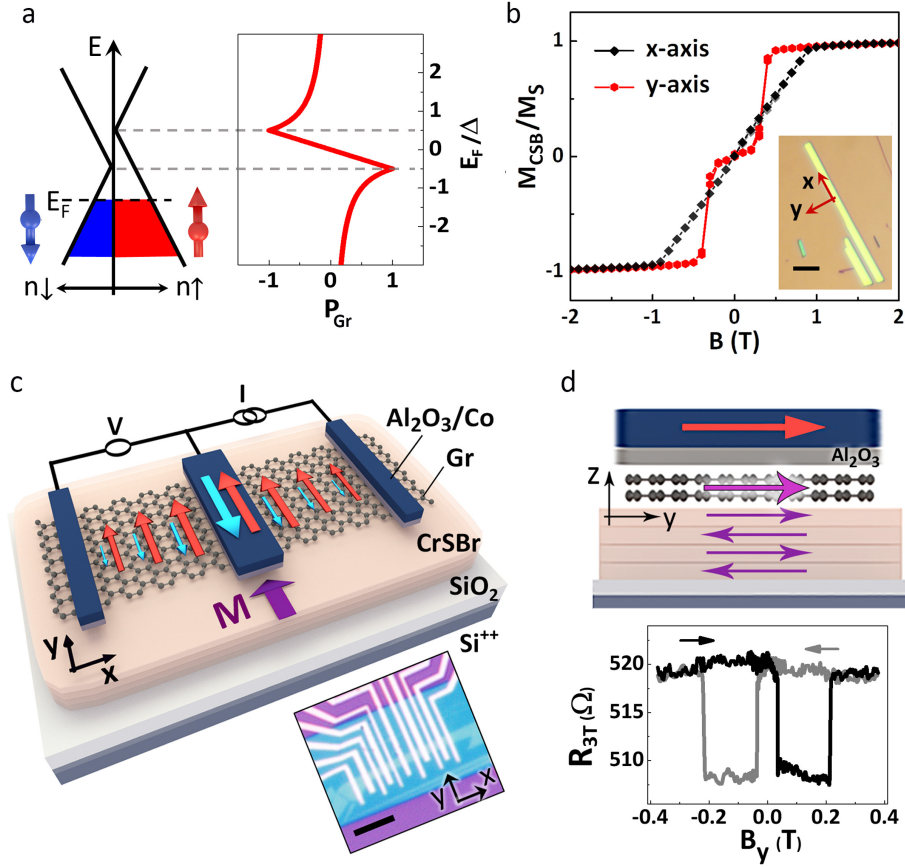 a
E
E_F
n↓
n↑
2
1
0
-1
-2
E_F/Δ
-1
0
1
P_Gr
b
M_CSB/M_S
1
0
-1
x-axis
y-axis
x
y
-2
-1
0
1
2
B (T)
c
V
I
Al₂O₃/Co
Gr
CrSBr
SiO₂
Si⁺⁺
M
y
x
y
x
d
Al₂O₃
z
y
R_3T (Ω)
520
515
510
-0.4
-0.2
0.0
0.2
0.4
B_y (T)